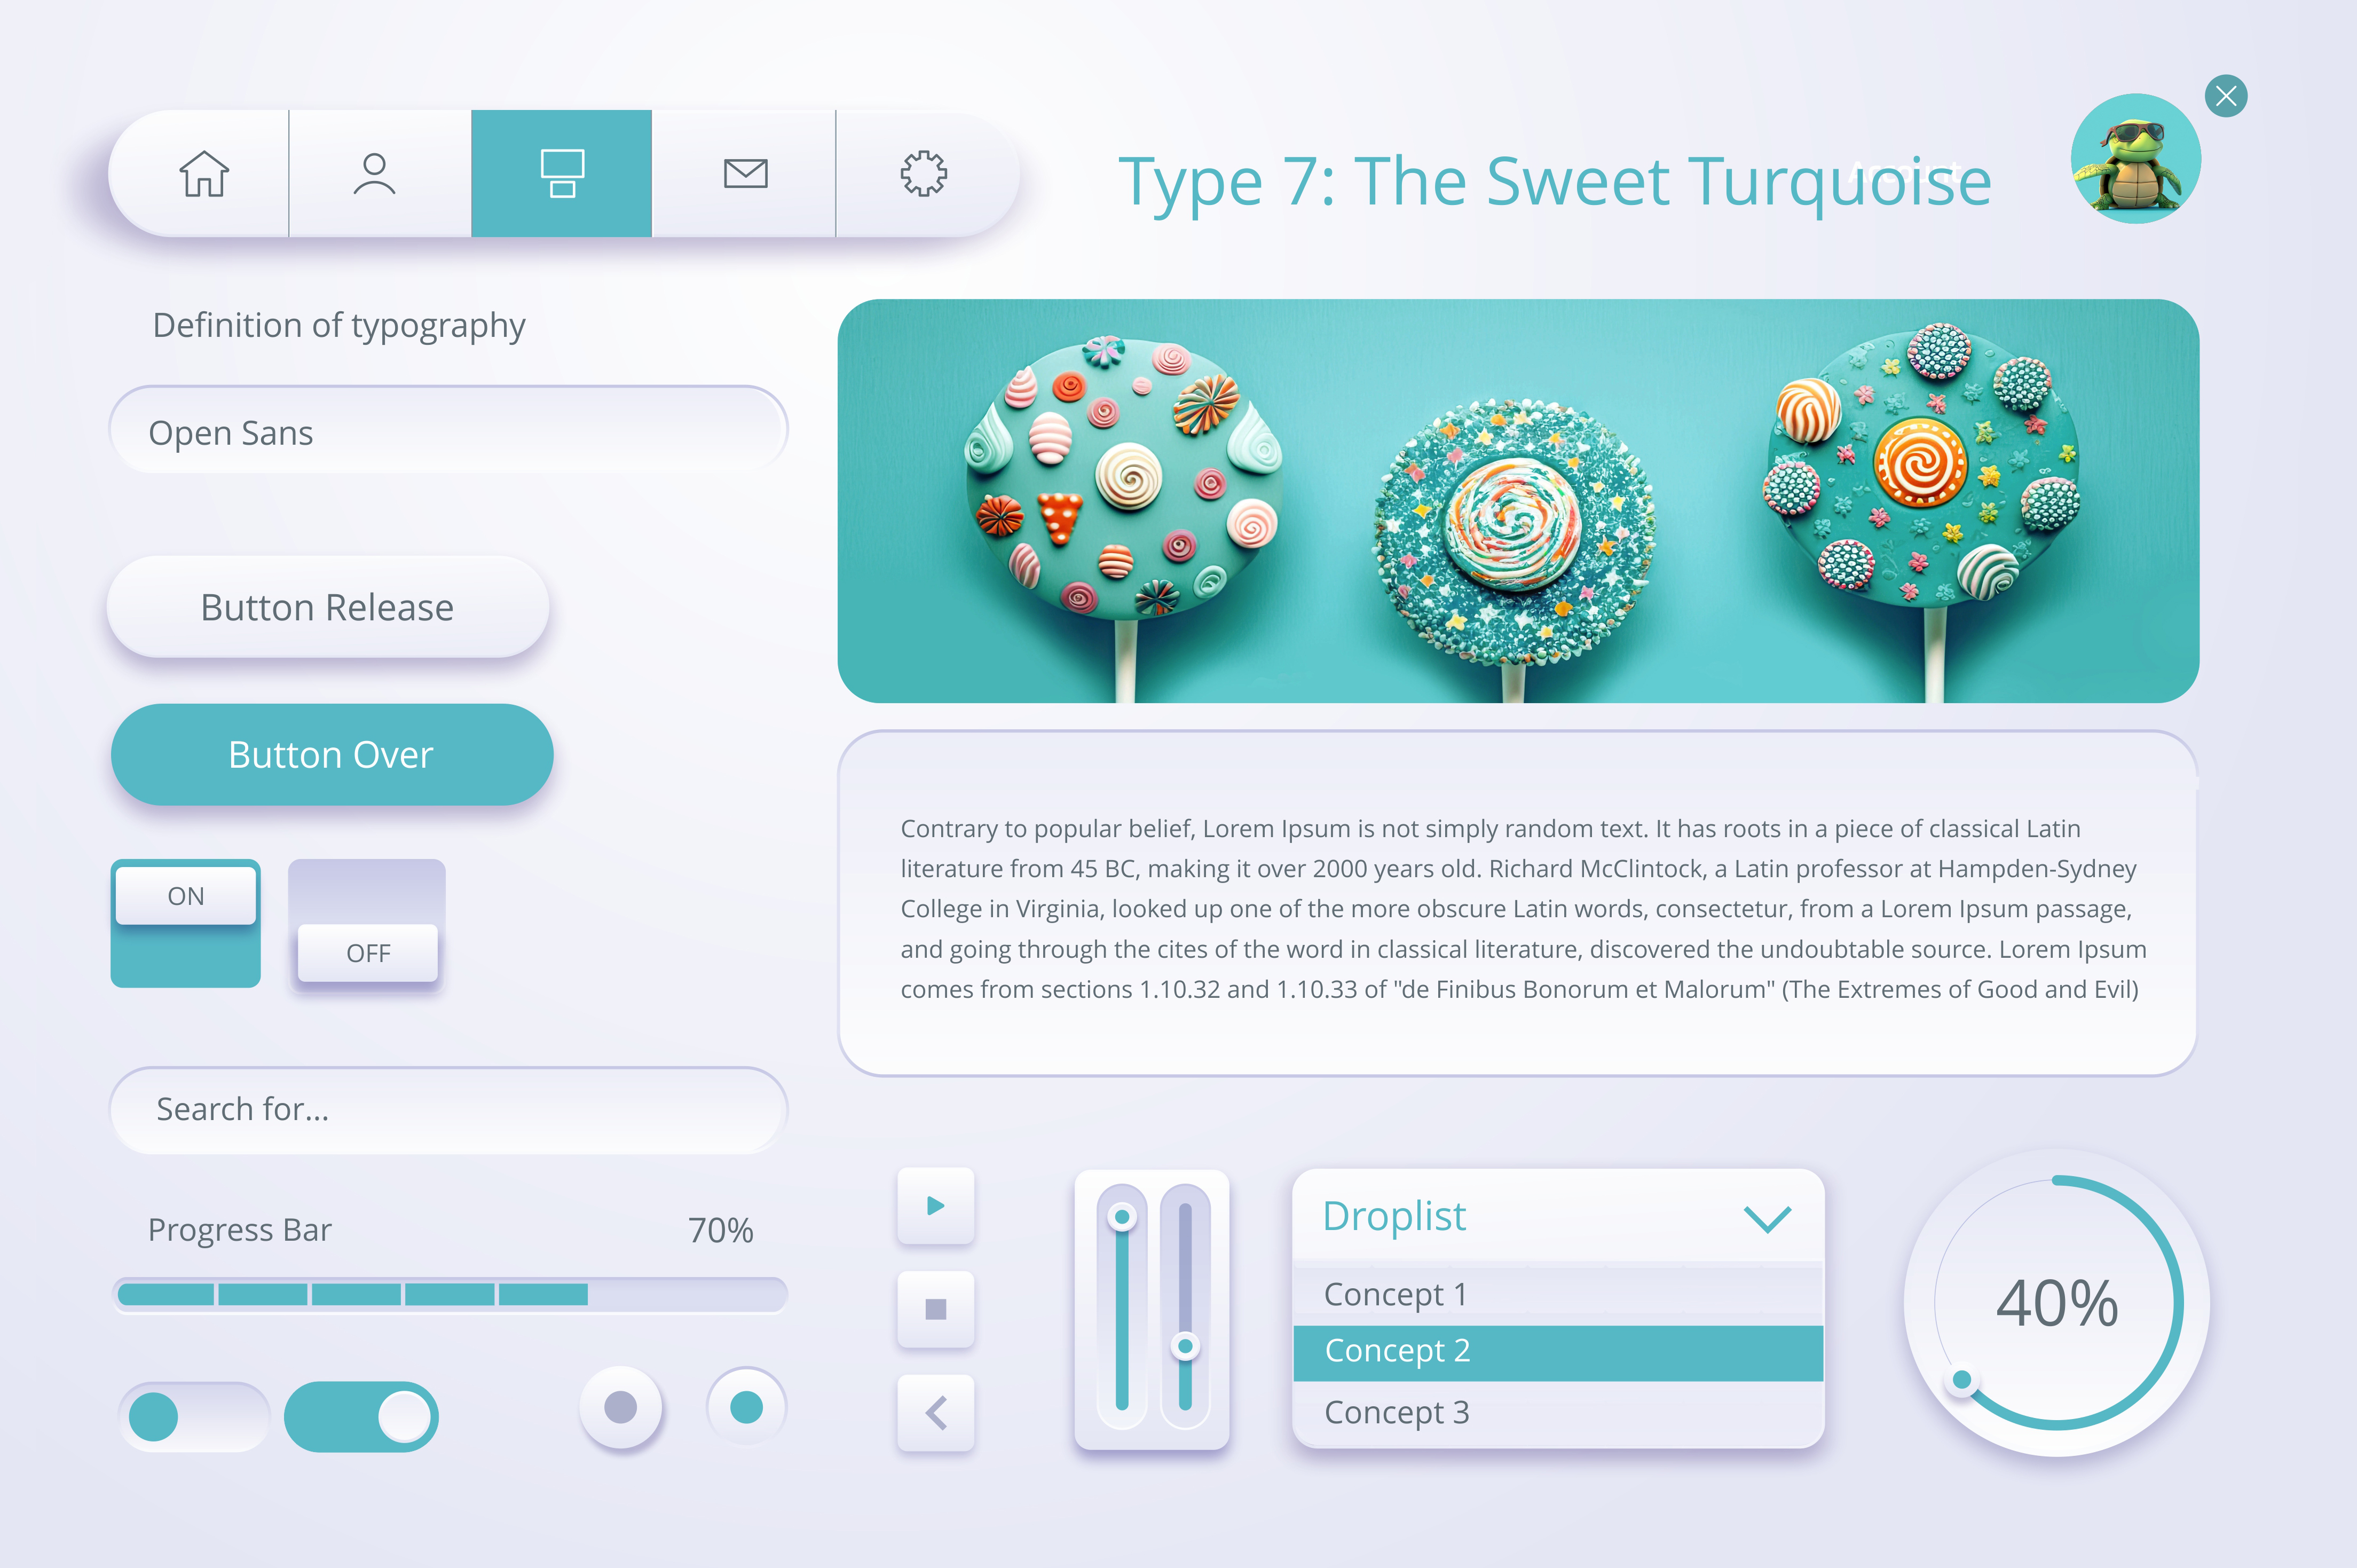 Type 7: The Sweet Turquoise
Account
Definition of typography
Open Sans
Button Release
Button Over
ON
OFF
Contrary to popular belief, Lorem Ipsum is not simply random text. It has roots in a piece of classical Latin
literature from 45 BC, making it over 2000 years old. Richard McClintock, a Latin professor at Hampden-Sydney
College in Virginia, looked up one of the more obscure Latin words, consectetur, from a Lorem Ipsum passage,
and going through the cites of the word in classical literature, discovered the undoubtable source. Lorem Ipsum
comes from sections 1.10.32 and 1.10.33 of "de Finibus Bonorum et Malorum" (The Extremes of Good and Evil)
Search for...
Progress Bar 70%
Droplist
Concept 1
Concept 2
Concept 3
40%